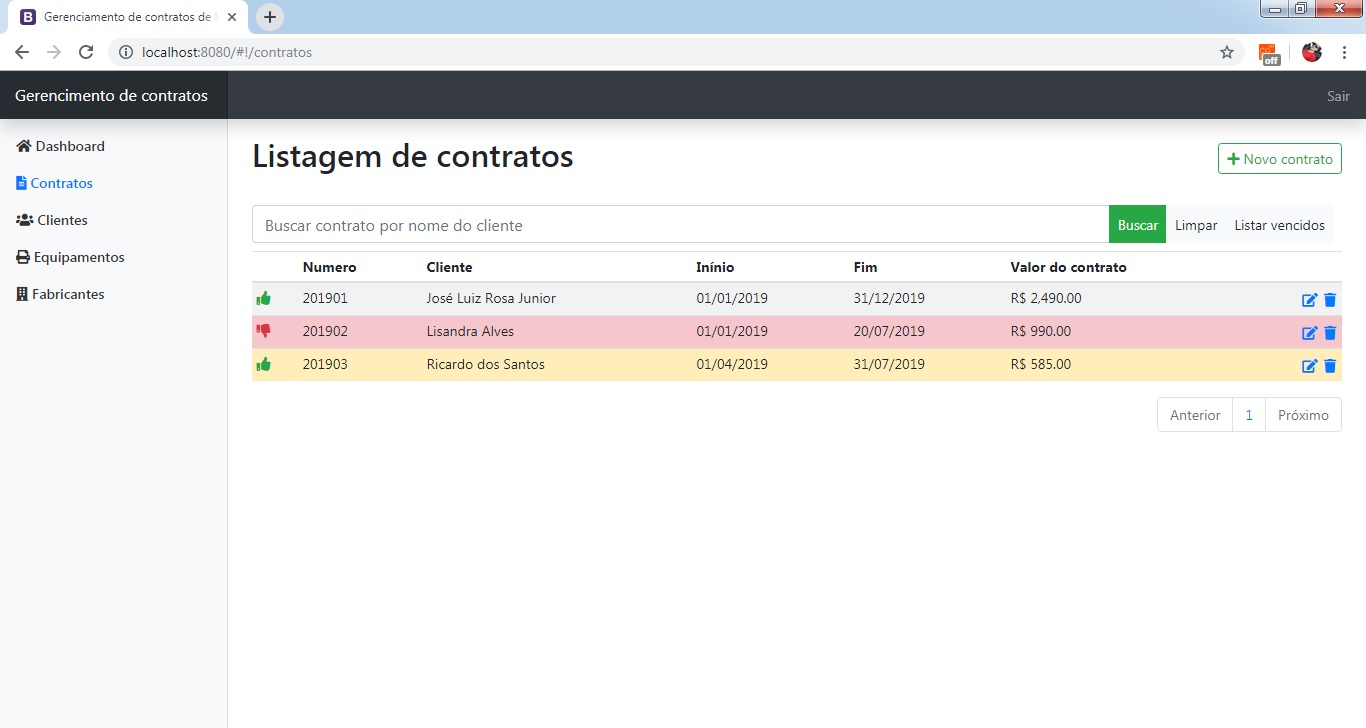 Gerenciamento de contratos de
localhost:8080/#!/contratos
off
Gerencimento de contratos
Sair
Dashboard
Contratos
Clientes
Equipamentos
Fabricantes
Listagem de contratos
Novo contrato
Buscar contrato por nome do cliente
Buscar Limpar Listar vencidos
Numero Cliente Inínio Fim Valor do contrato
201901 José Luiz Rosa Junior 01/01/2019 31/12/2019 R$ 2,490.00
201902 Lisandra Alves 01/01/2019 20/07/2019 R$ 990.00
201903 Ricardo dos Santos 01/04/2019 31/07/2019 R$ 585.00
Anterior 1 Próximo